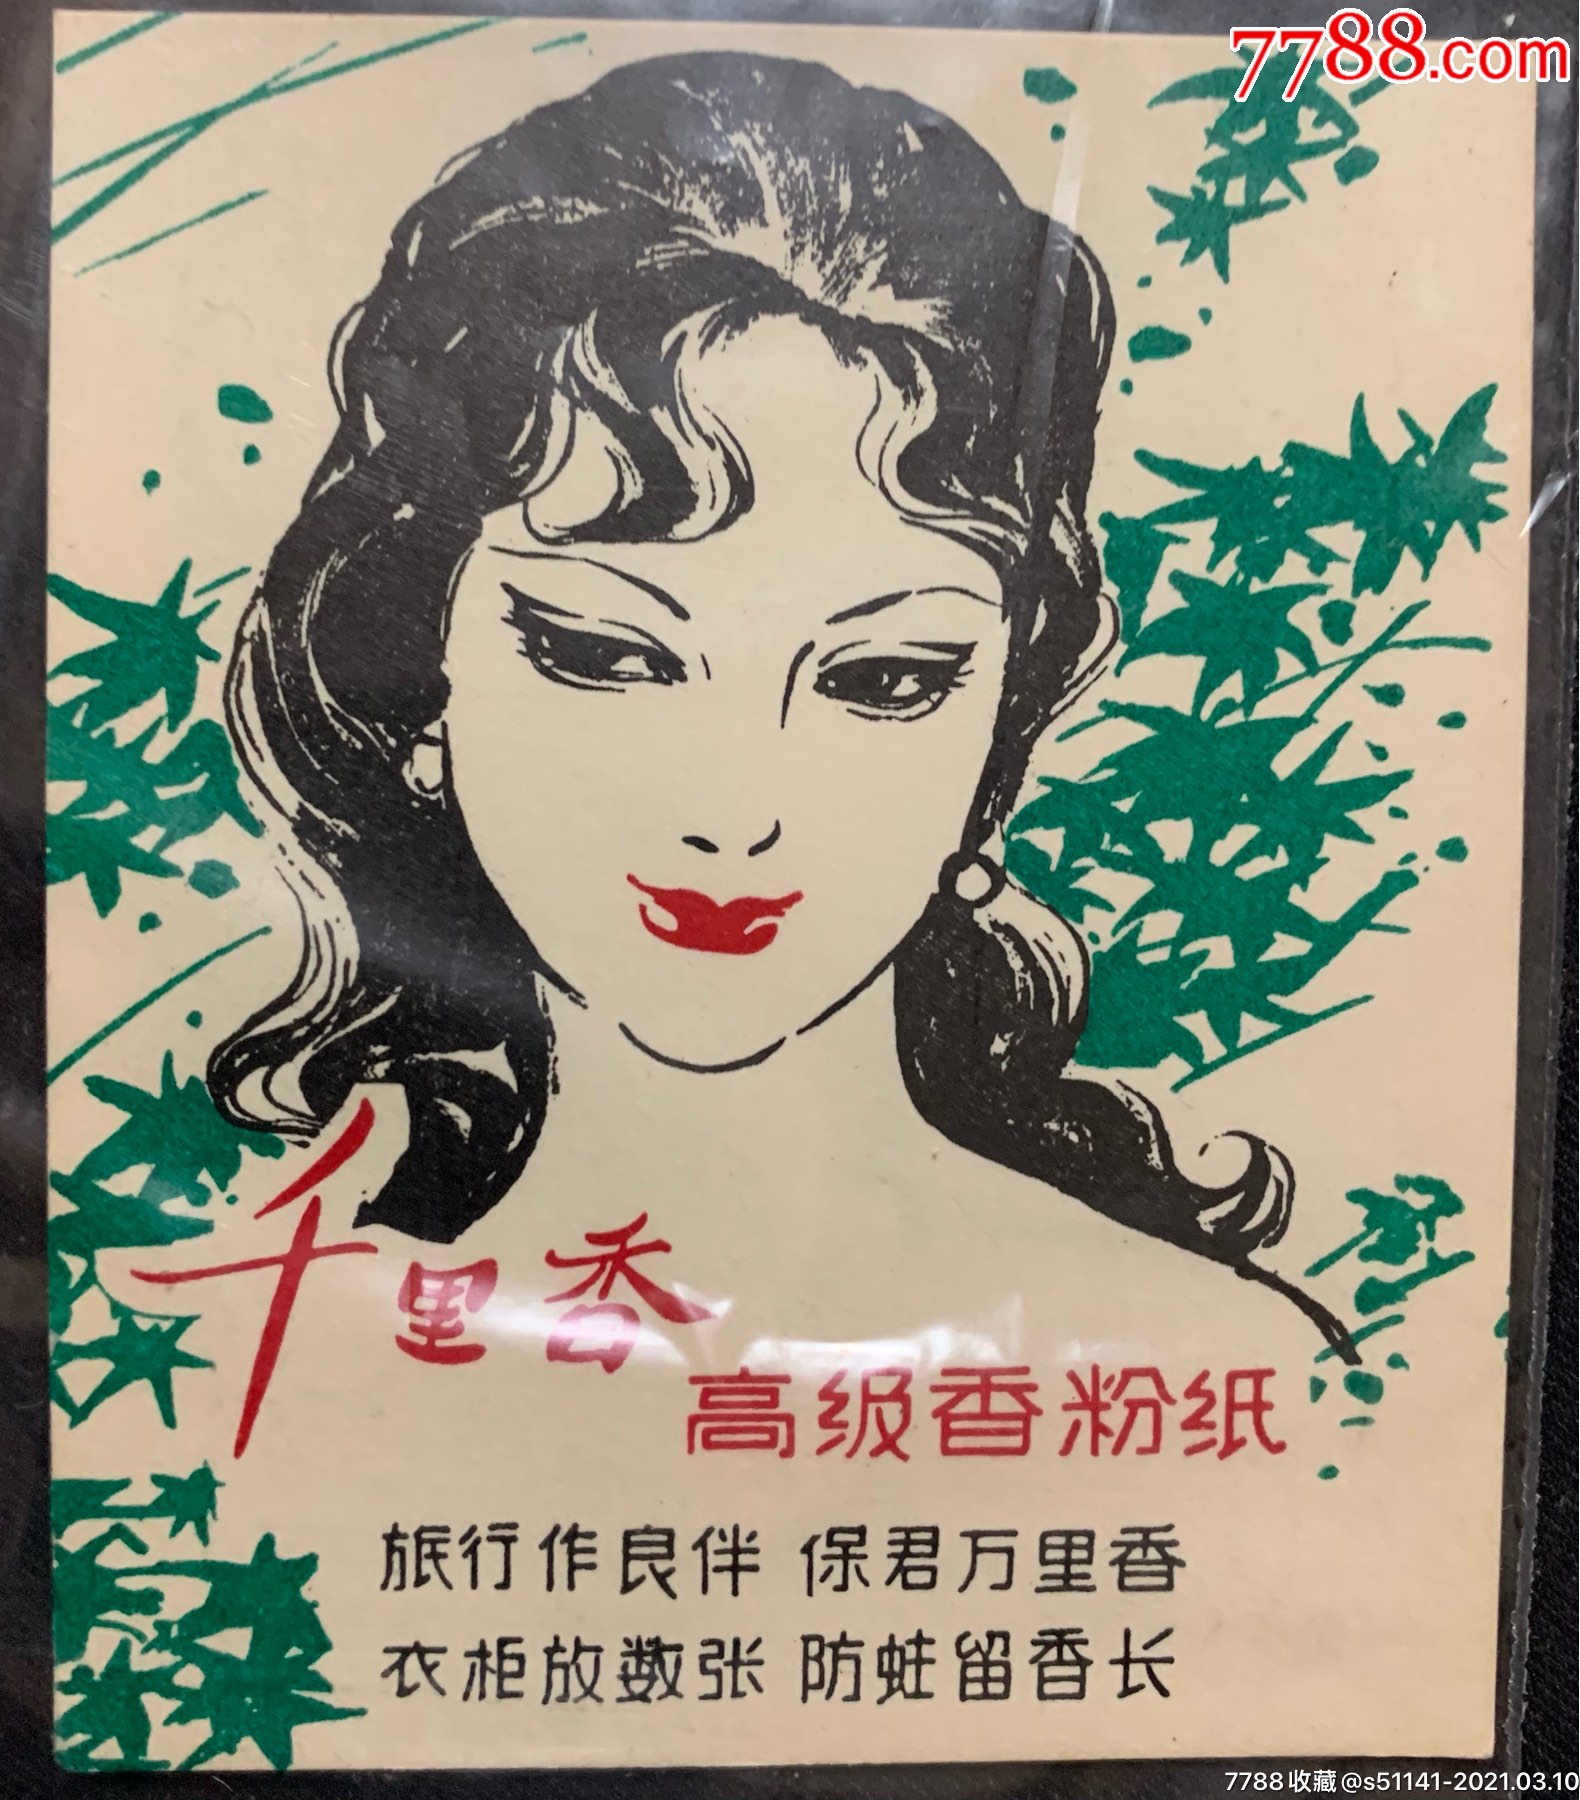 7788.com
千里香
高级香粉纸
旅行作良伴 保君万里香
衣柜放数张 防蛀留香长
7788收藏@s51141-2021.03.10